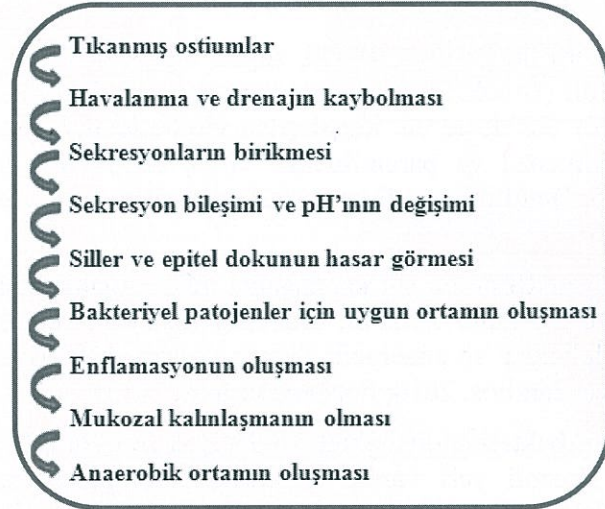 Tıkanmış ostiumlar
Havalanma ve drenajın kaybolması
Sekresyonların birikmesi
Sekresyon bileşimi ve pH'ının değişimi
Siller ve epitel dokunun hasar görmesi
Bakteriyel patojenler için uygun ortamın oluşması
Enflamasyonun oluşması
Mukozal kalınlaşmanın olması
Anaerobik ortamın oluşması